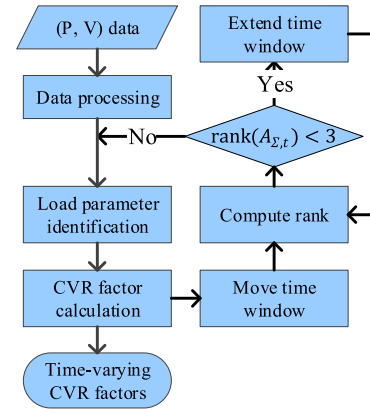 (P, V) data
Data processing
Load parameter
identification
CVR factor
calculation
Time-varying
CVR factors
Extend time
window
Yes
No
rank(A_{Σ,t}) < 3
Compute rank
Move time
window